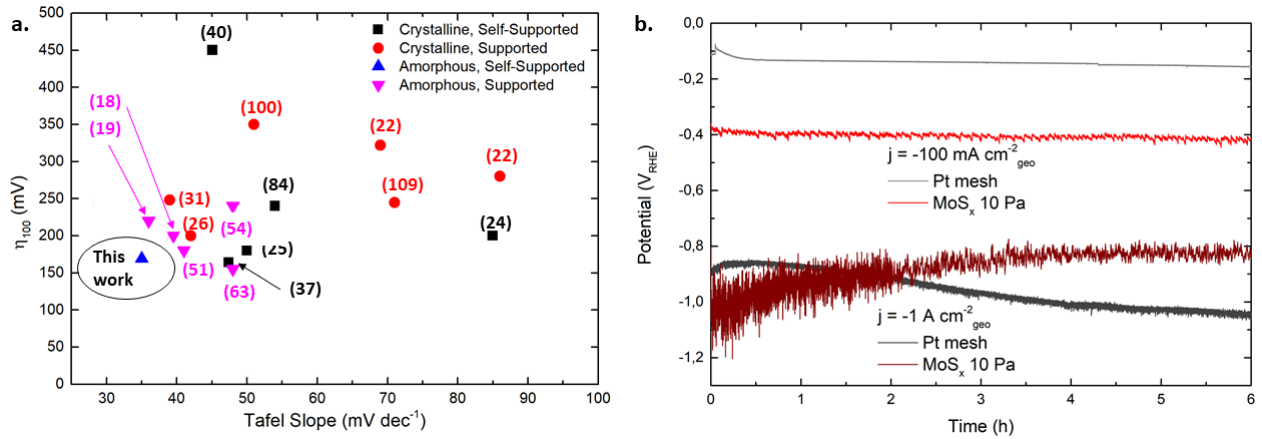 a.
η100 (mV)
500
450
400
350
300
250
200
150
100
50
0
30
40
50
60
70
80
90
100
Tafel Slope (mV dec-1)
Crystalline, Self-Supported
Crystalline, Supported
Amorphous, Self-Supported
Amorphous, Supported
(40)
(18)
(19)
(100)
(22)
(22)
(109)
(84)
(31)
(26)
(54)
(24)
(25)
(51)
(63)
(37)
This
work
b.
Potential (VRHE)
0,0
-0,2
-0,4
-0,6
-0,8
-1,0
-1,2
0
1
2
3
4
5
6
Time (h)
j = -100 mA cm-2geo
Pt mesh
MoSx 10 Pa
j = -1 A cm-2geo
Pt mesh
MoSx 10 Pa